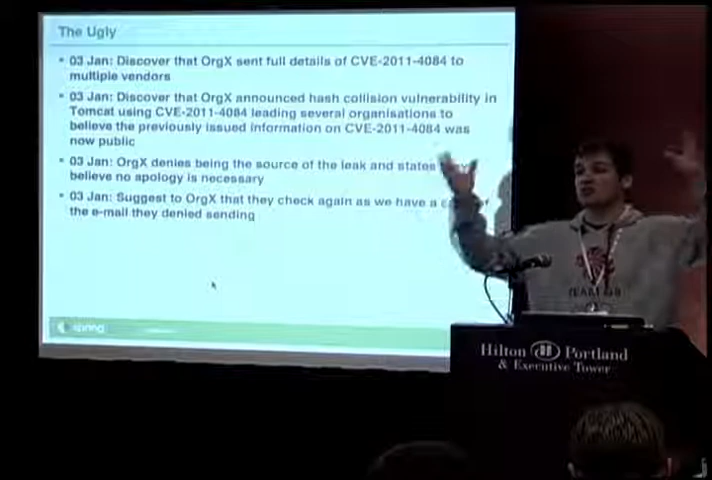 The Ugly
03 Jan: Discover that OrgX sent full details of CVE-2011-4084 to
multiple vendors
03 Jan: Discover that OrgX announced hash collision vulnerability in
Tomcat using CVE-2011-4084 leading several organisations to
believe the previously issued information on CVE-2011-4084 was
now public
03 Jan: OrgX denies being the source of the leak and states
believe no apology is necessary
03 Jan: Suggest to OrgX that they check again as we have a
the e-mail they denied sending
spring
Hilton Portland
& Executive Tower
TEAM GB